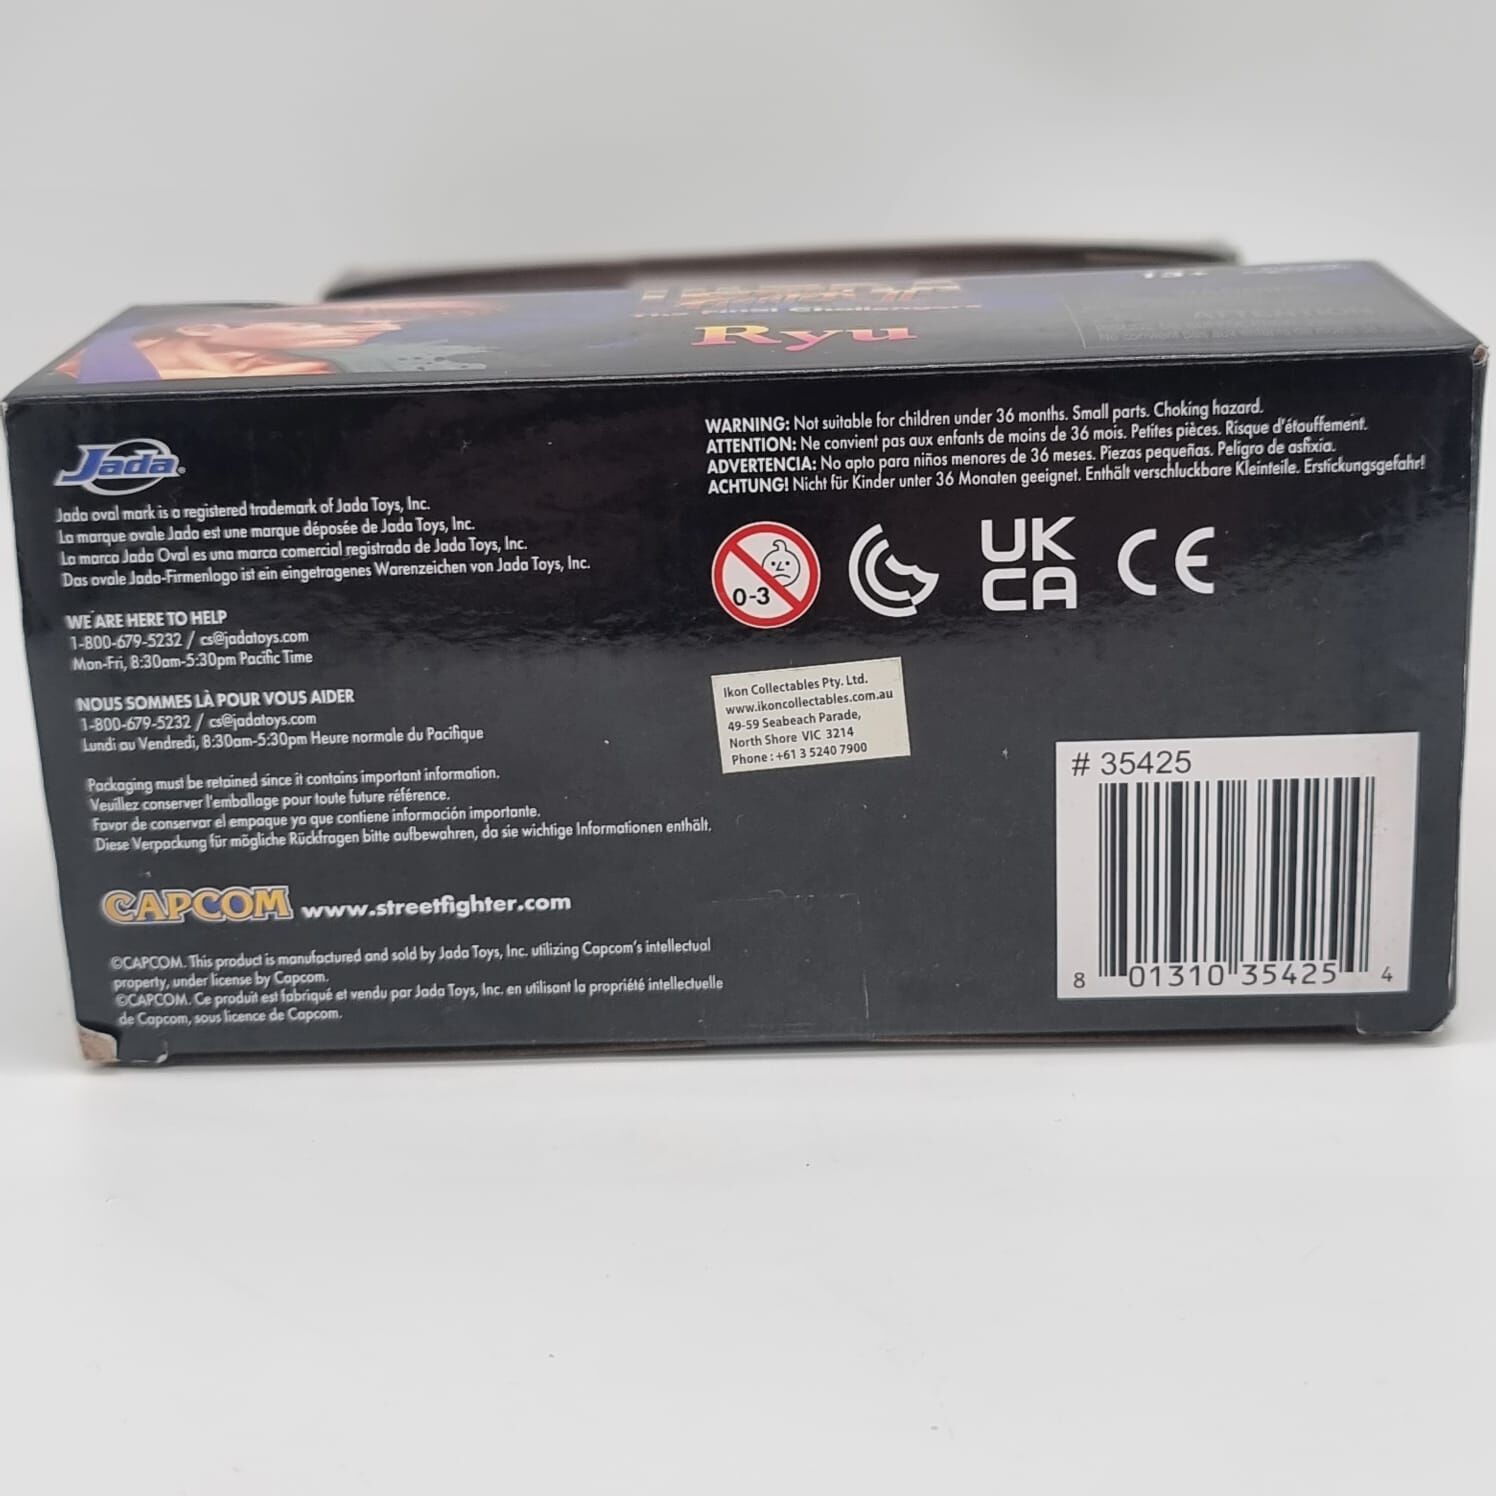 The Final Challengers
Ryu
Jada
Jada oval mark is a registered trademark of Jada Toys, Inc.
La marque ovale Jada est une marque déposée de Jada Toys, Inc.
La marca Jada Oval es una marca comercial registrada de Jada Toys, Inc.
Das ovale Jada-Firmenlogo ist ein eingetragenes Warenzeichen von Jada Toys, Inc.
WE ARE HERE TO HELP
1-800-679-5232 / cs@jadatoys.com
Mon-Fri, 8:30am-5:30pm Pacific Time
NOUS SOMMES LÀ POUR VOUS AIDER
1-800-679-5232 / cs@jadatoys.com
Lundi au Vendredi, 8:30am-5:30pm Heure normale du Pacifique
Packaging must be retained since it contains important information.
Veuillez conserver l'emballage pour toute future référence.
Favor de conservar el empaque ya que contiene información importante.
Diese Verpackung für mögliche Rückfragen bitte aufbewahren, da sie wichtige Informationen enthält.
CAPCOM www.streetfighter.com
©CAPCOM. This product is manufactured and sold by Jada Toys, Inc. utilizing Capcom's intellectual
property, under license by Capcom.
©CAPCOM. Ce produit est fabriqué et vendu par Jada Toys, Inc. en utilisant la propriété intellectuelle
de Capcom, sous licence de Capcom.
WARNING: Not suitable for children under 36 months. Small parts. Choking hazard.
ATTENTION: Ne convient pas aux enfants de moins de 36 mois. Petites pièces. Risque d'étouffement.
ADVERTENCIA: No apto para niños menores de 36 meses. Piezas pequeñas. Peligro de asfixia.
ACHTUNG! Nicht für Kinder unter 36 Monaten geeignet. Enthält verschluckbare Kleinteile. Erstickungsgefahr!
0-3
UK
CA
CE
Ikon Collectables Pty. Ltd.
www.ikoncollectables.com.au
49-59 Seabeach Parade,
North Shore VIC 3214
Phone : +61 3 5240 7900
# 35425
8 01310 35425 4